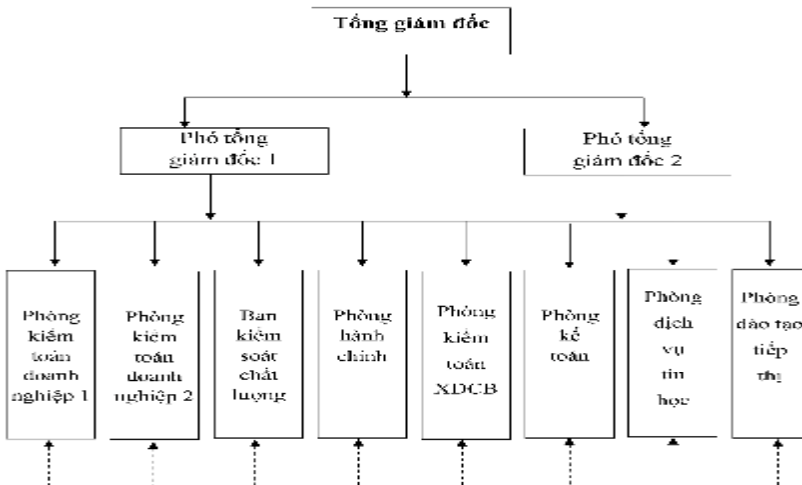 Tổng giám đốc
Phó tổng
giám đốc 1
Phó tổng
giám đốc 2
Phòng
kiểm
toán
doanh
nghiệp 1
Phòng
kiểm
toán
doanh
nghiệp 2
Ban
kiểm
soát
chất
lượng
Phòng
hành
chính
Phòng
kiểm
toán
XDCB
Phòng
kế
toán
Phòng
dịch
vụ
tin
học
Phòng
đào tạo
tiếp
thị